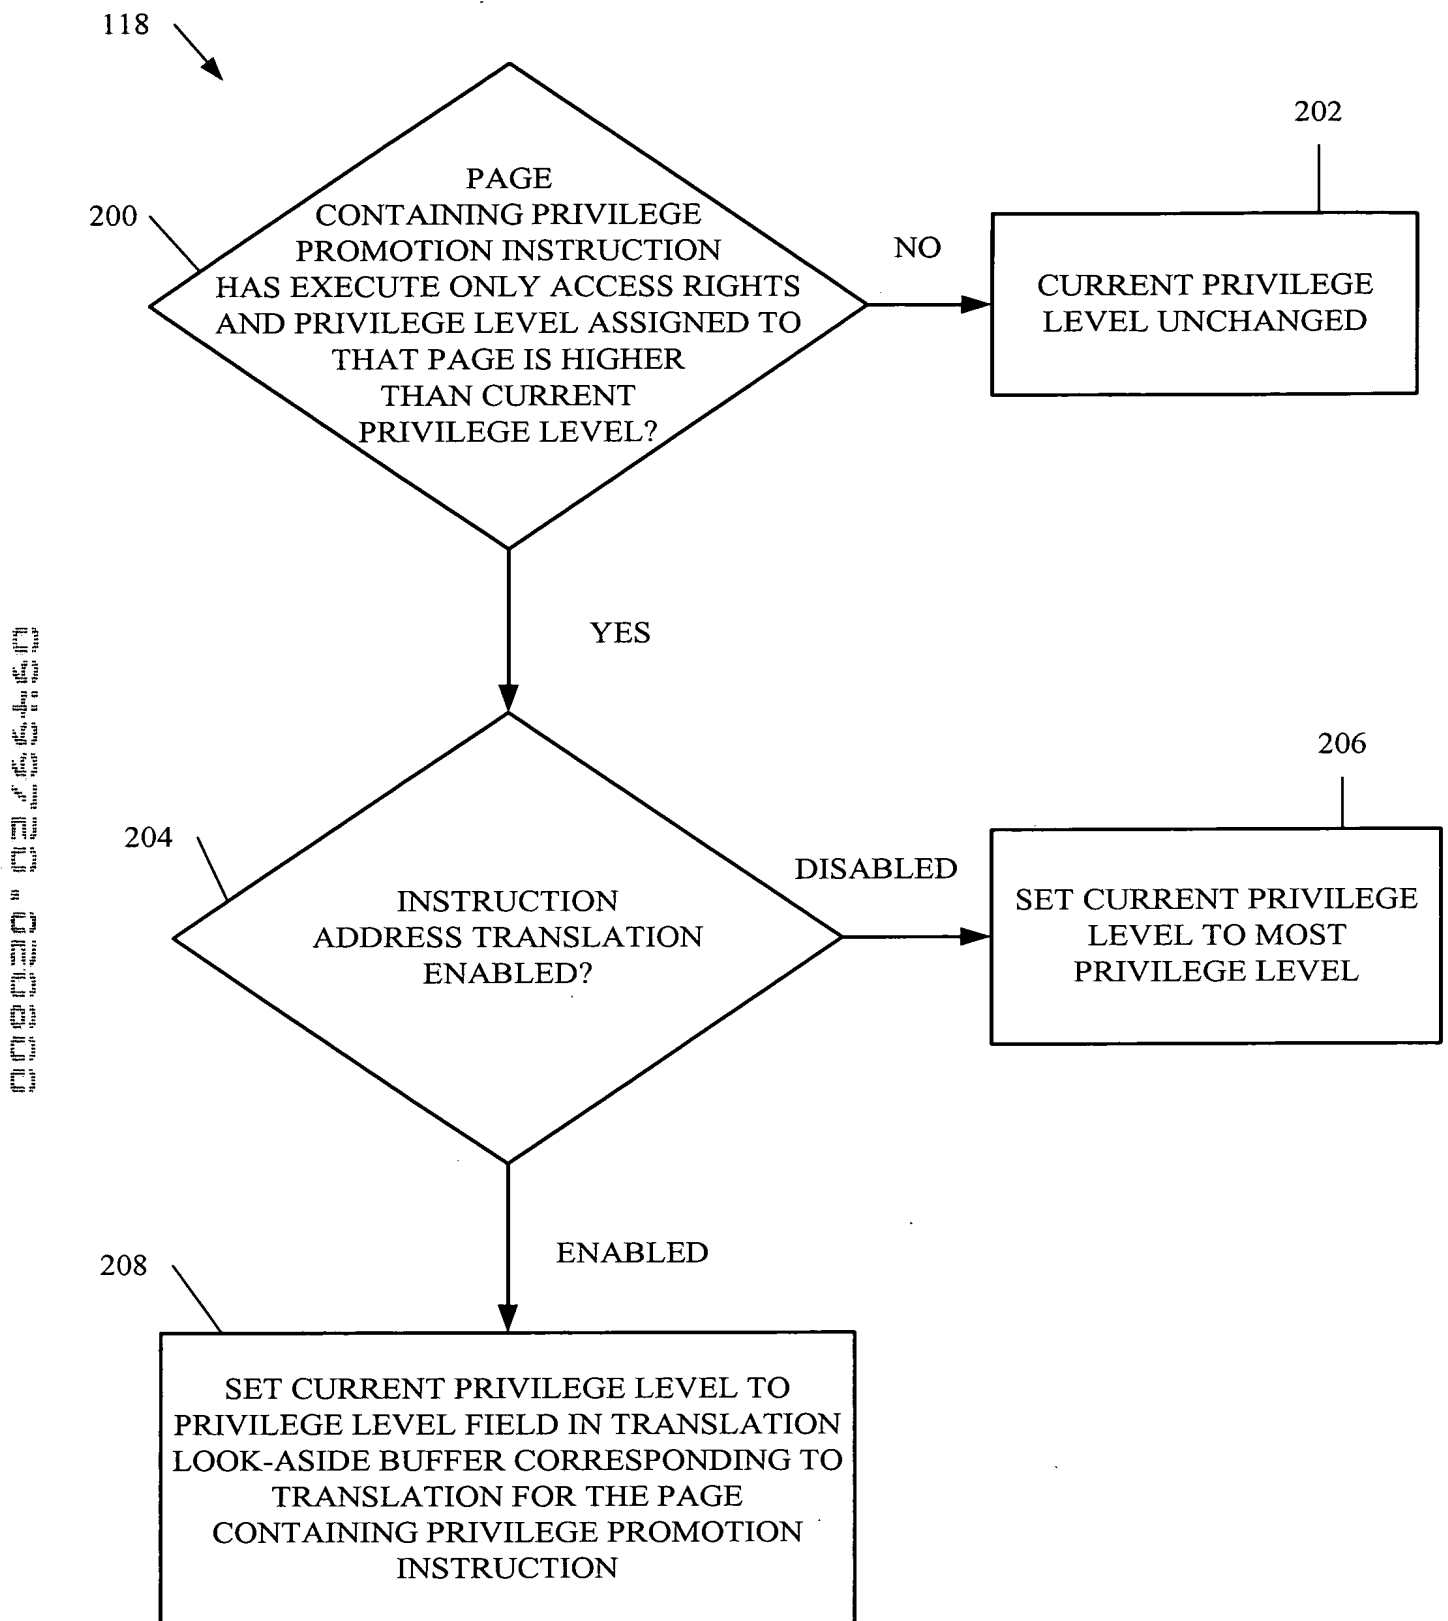 118
202
PAGE
CONTAINING PRIVILEGE
PROMOTION INSTRUCTION
HAS EXECUTE ONLY ACCESS RIGHTS
AND PRIVILEGE LEVEL ASSIGNED TO
THAT PAGE IS HIGHER
THAN CURRENT
PRIVILEGE LEVEL?
200
NO
CURRENT PRIVILEGE
LEVEL UNCHANGED
YES
206
204
DISABLED
INSTRUCTION
ADDRESS TRANSLATION
ENABLED?
SET CURRENT PRIVILEGE
LEVEL TO MOST
PRIVILEGE LEVEL
ENABLED
208
SET CURRENT PRIVILEGE LEVEL TO
PRIVILEGE LEVEL FIELD IN TRANSLATION
LOOK-ASIDE BUFFER CORRESPONDING TO
TRANSLATION FOR THE PAGE
CONTAINING PRIVILEGE PROMOTION
INSTRUCTION